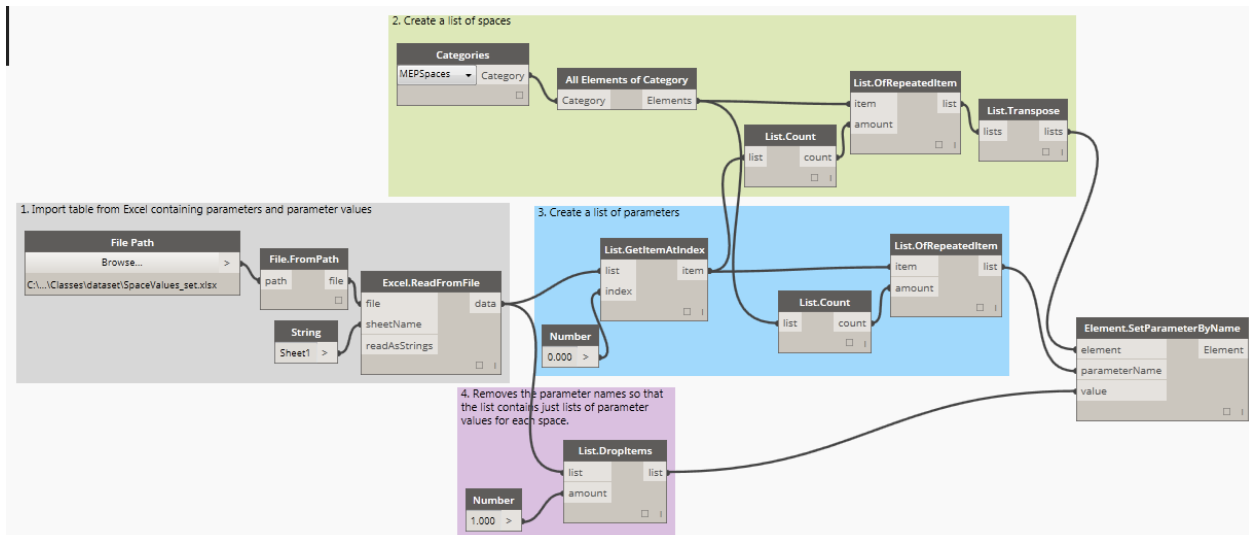 2. Create a list of spaces
Categories
MEPSpaces Category
All Elements of Category
Category Elements
List.Count
list count
List.OfRepeatedItem
item list
amount
List.Transpose
lists lists
1. Import table from Excel containing parameters and parameter values
File Path
Browse... >
C:\...\Classes\dataset\SpaceValues_set.xlsx
File.FromPath
path file
String
Sheet1 >
Excel.ReadFromFile
file data
sheetName
readAsStrings
3. Create a list of parameters
List.GetItemAtIndex
list item
index
Number
0.000 >
List.Count
list count
List.OfRepeatedItem
item list
amount
4. Removes the parameter names so that
the list contains just lists of parameter
values for each space.
List.DropItems
list list
amount
Number
1.000 >
Element.SetParameterByName
element Element
parameterName
value